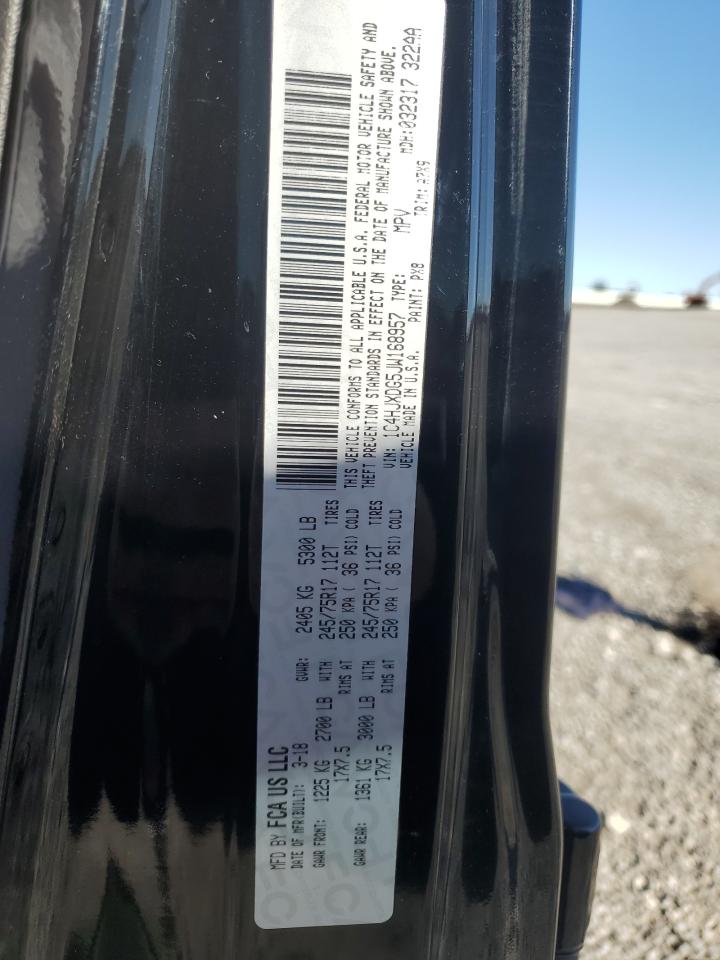 MFD BY FCA US LLC
DATE OF MFR(BUILT): 3-18 GVWR: 2405 KG 5300 LB
GAWR FRONT: 1225 KG 2700 LB WITH 245/75R17 112T TIRES
17X7.5 RIMS AT 250 KPA ( 36 PSI) COLD
GAWR REAR: 1361 KG 3000 LB WITH 245/75R17 112T TIRES
17X7.5 RIMS AT 250 KPA ( 36 PSI) COLD
THIS VEHICLE CONFORMS TO ALL APPLICABLE U.S.A. FEDERAL MOTOR VEHICLE SAFETY AND
THEFT PREVENTION STANDARDS IN EFFECT ON THE DATE OF MANUFACTURE SHOWN ABOVE.
VIN: 1C4HJXDG5JW168957 TYPE: MPV MDH:032317 3224A
VEHICLE MADE IN U.S.A. PAINT: PX8 TRIM: A7X9